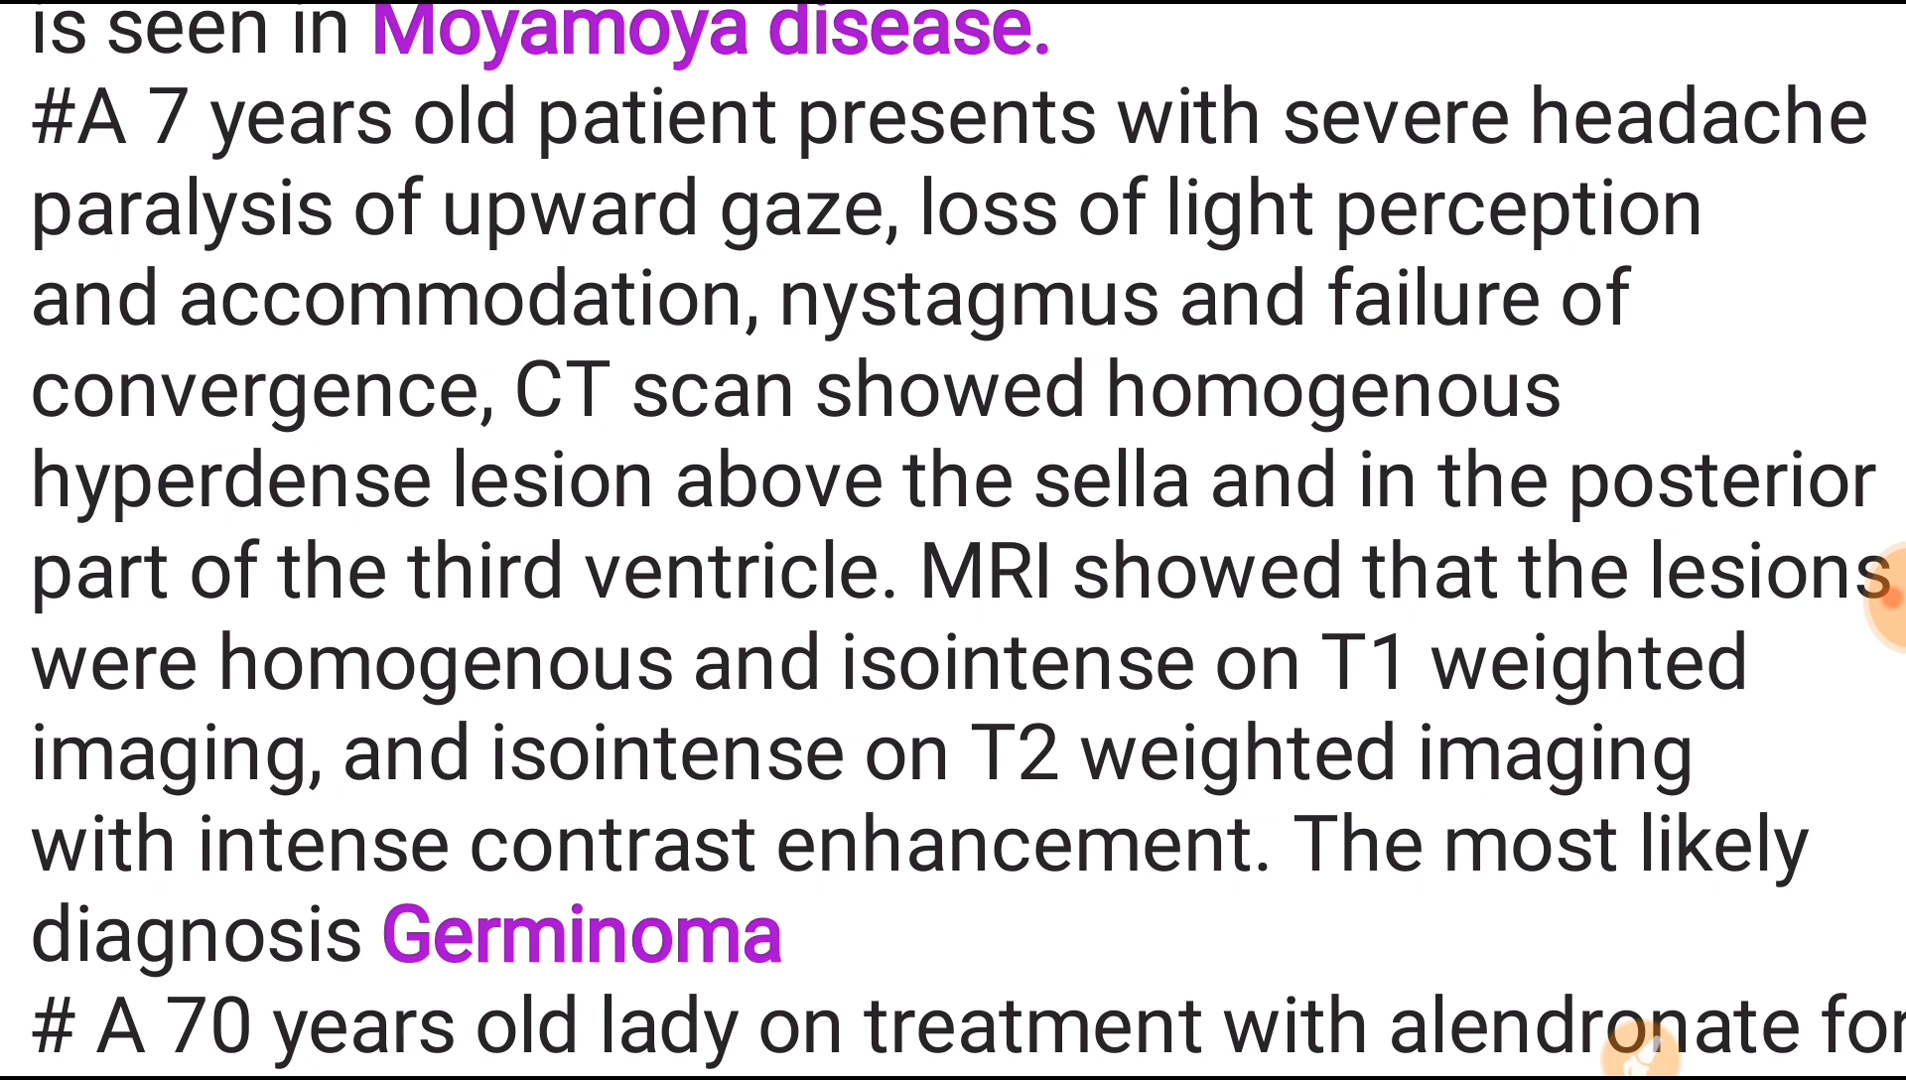 is seen in Moyamoya disease.
#A 7 years old patient presents with severe headache
paralysis of upward gaze, loss of light perception
and accommodation, nystagmus and failure of
convergence, CT scan showed homogenous
hyperdense lesion above the sella and in the posterior
part of the third ventricle. MRI showed that the lesions
were homogenous and isointense on T1 weighted
imaging, and isointense on T2 weighted imaging
with intense contrast enhancement. The most likely
diagnosis Germinoma
# A 70 years old lady on treatment with alendronate for